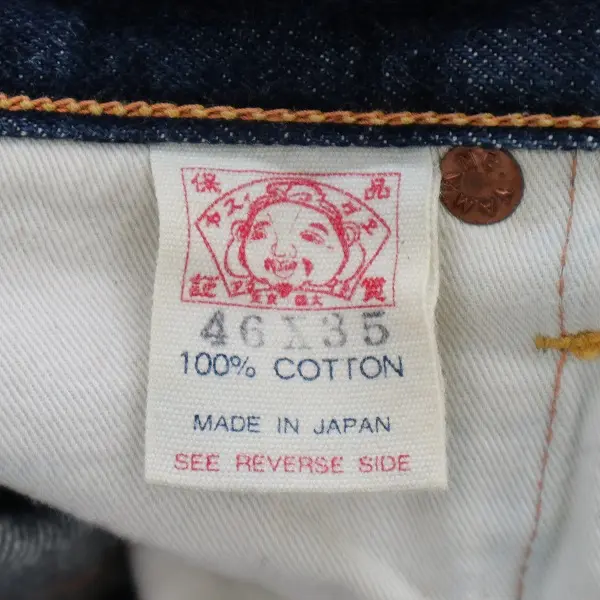 保 品
証 質
46X35
100% COTTON
MADE IN JAPAN
SEE REVERSE SIDE